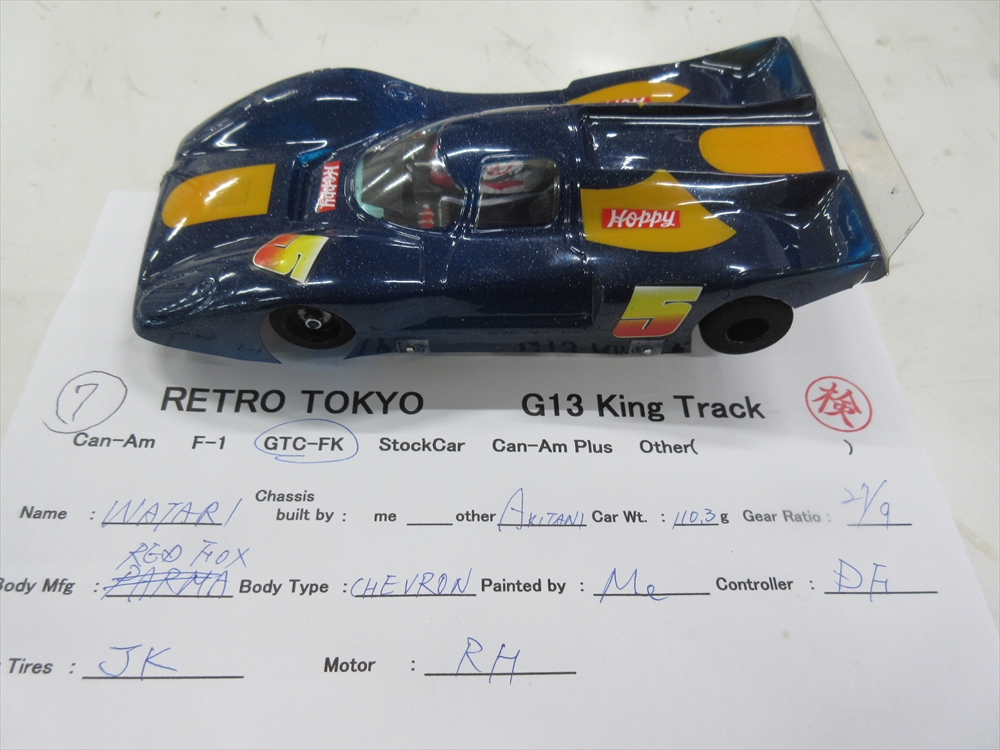 HOPPY
HOPPY
5
5
7
RETRO TOKYO G13 King Track 検
Can-Am F-1 GTC-FK StockCar Can-Am Plus Other( )
Name : WATARI Chassis built by : me other AKITANI Car Wt. : 110.3 g Gear Ratio : 27/9
RED FOX
Body Mfg : PARMA Body Type : CHEVRON Painted by : Me Controller : DFi
Tires : JK Motor : RH